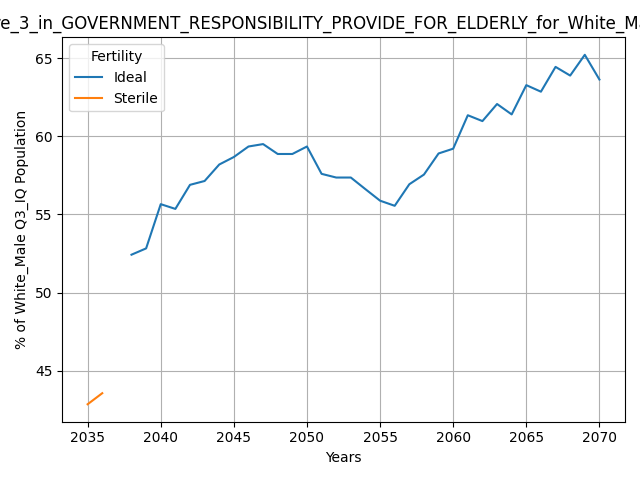 e_3_in_GOVERNMENT_RESPONSIBILITY_PROVIDE_FOR_ELDERLY_for_White_Ma
Fertility
Ideal
Sterile
% of White_Male Q3_IQ Population
65
60
55
50
45
2035
2040
2045
2050
2055
2060
2065
2070
Years